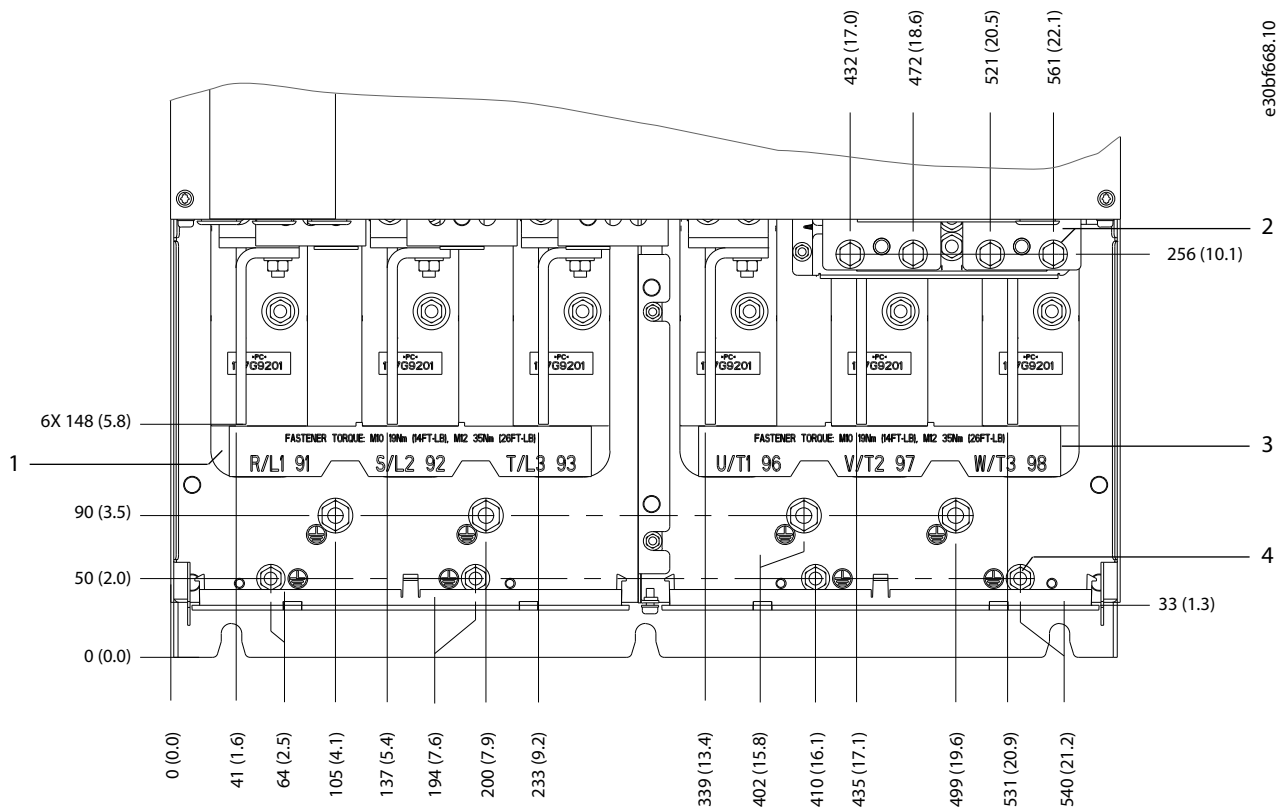 432 (17.0)
472 (18.6)
521 (20.5)
561 (22.1)
e30bf668.10
2
256 (10.1)
-PC-
-PC-
-PC-
-PC-
-PC-
-PC-
6X 148 (5.8)
FASTENER TORQUE: M10 19Nm (14FT-LB), M12 35Nm (26FT-LB)
FASTENER TORQUE: M10 19Nm (14FT-LB), M12 35Nm (26FT-LB)
1
R/L1 91 S/L2 92 T/L3 93
U/T1 96 V/T2 97 W/T3 98
3
90 (3.5)
50 (2.0)
4
33 (1.3)
0 (0.0)
0 (0.0)
41 (1.6)
64 (2.5)
105 (4.1)
137 (5.4)
194 (7.6)
200 (7.9)
233 (9.2)
339 (13.4)
402 (15.8)
410 (16.1)
435 (17.1)
499 (19.6)
531 (20.9)
540 (21.2)